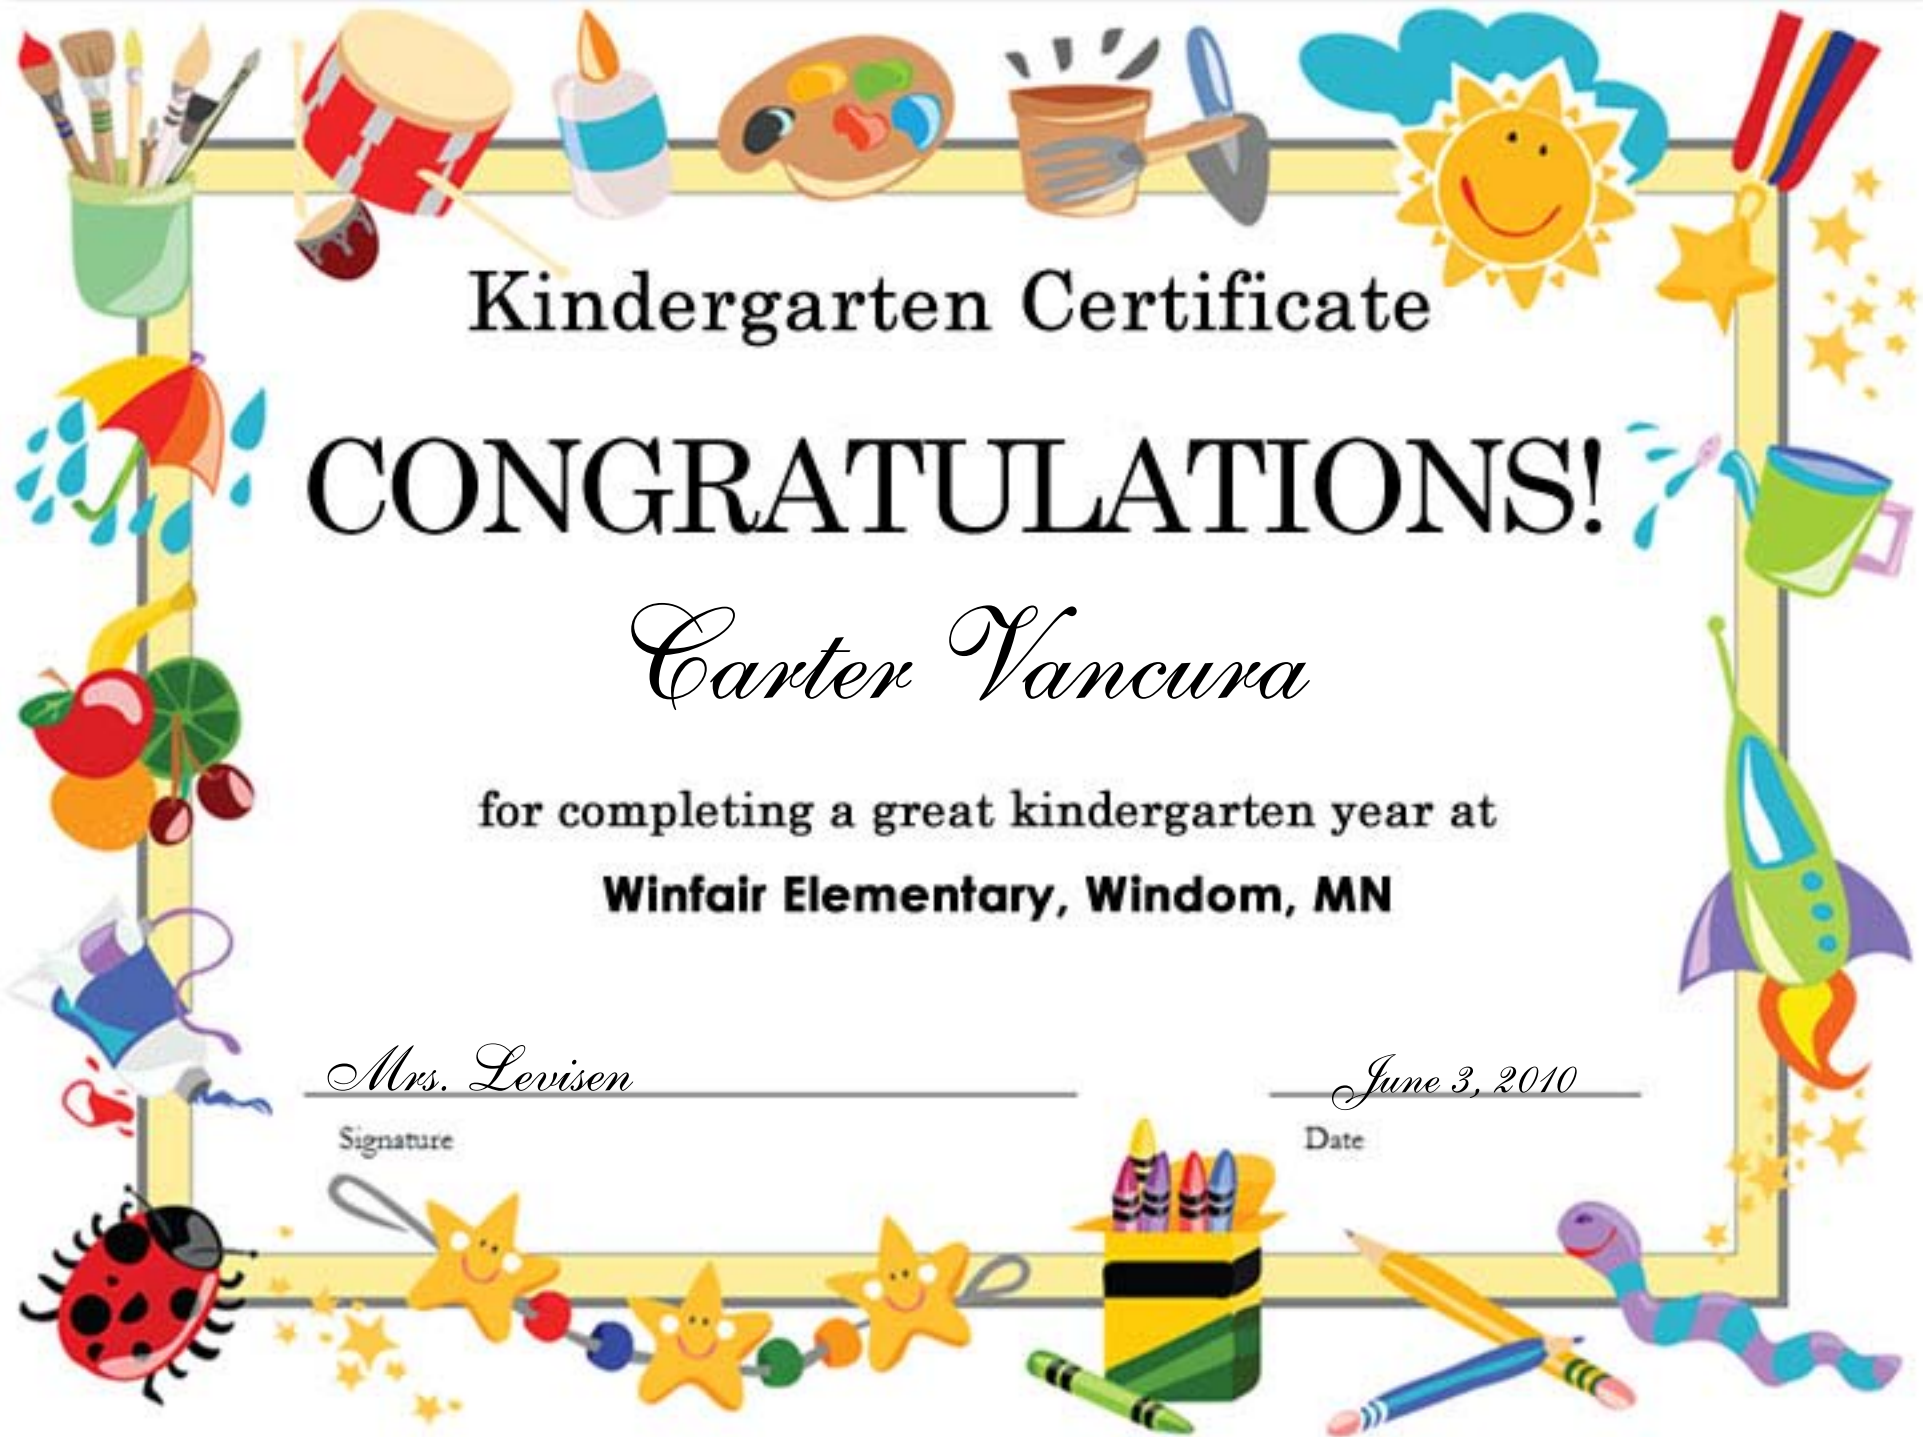 Kindergarten Certificate
CONGRATULATIONS!
Carter Vancura
for completing a great kindergarten year at
Winfair Elementary, Windom, MN
Mrs. Levisen
June 3, 2010
Signature
Date